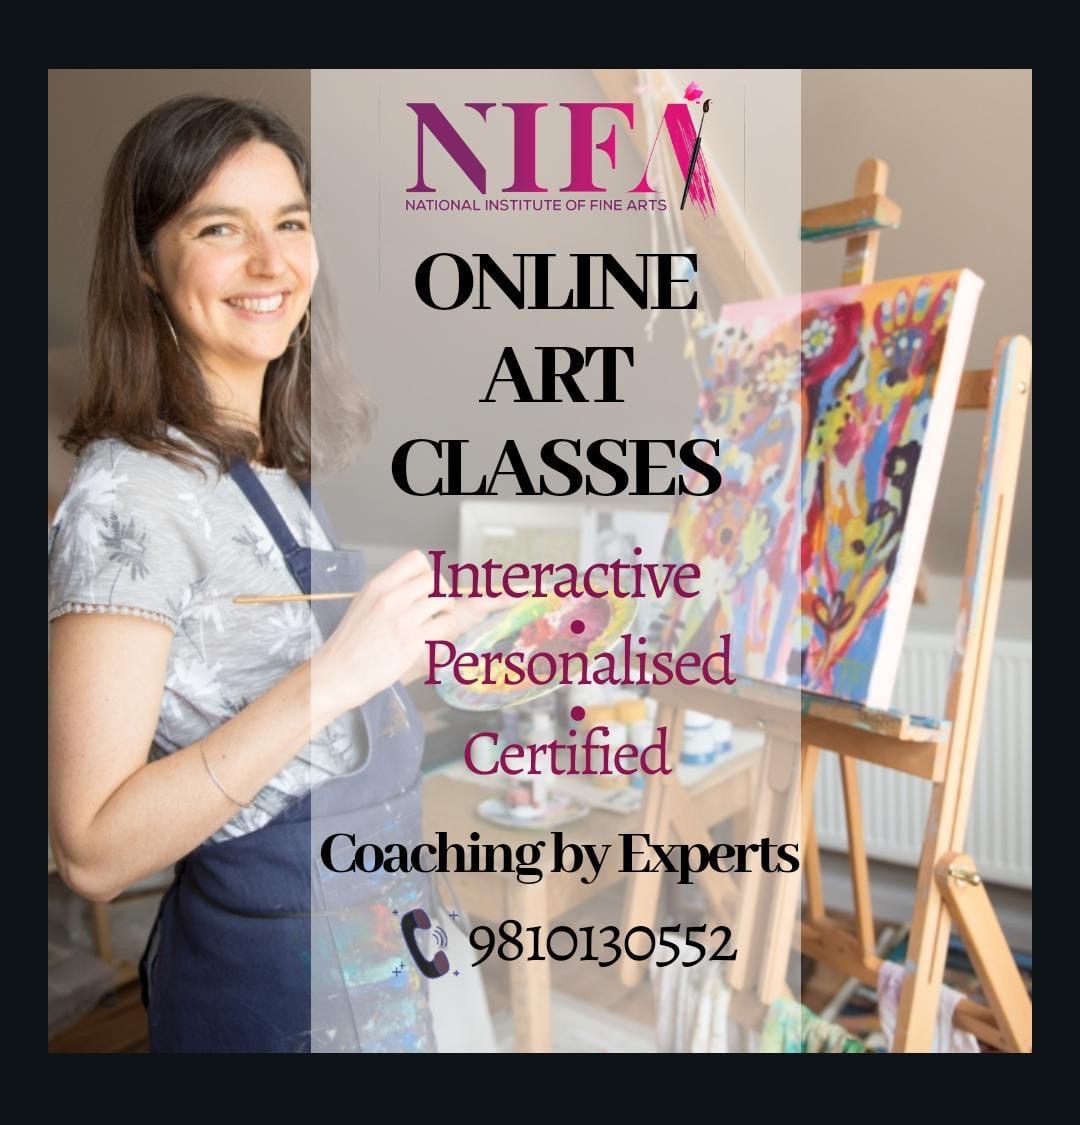 NIFA
NATIONAL INSTITUTE OF FINE ARTS
ONLINE
ART
CLASSES
Interactive
•
Personalised
•
Certified
Coaching by Experts
9810130552